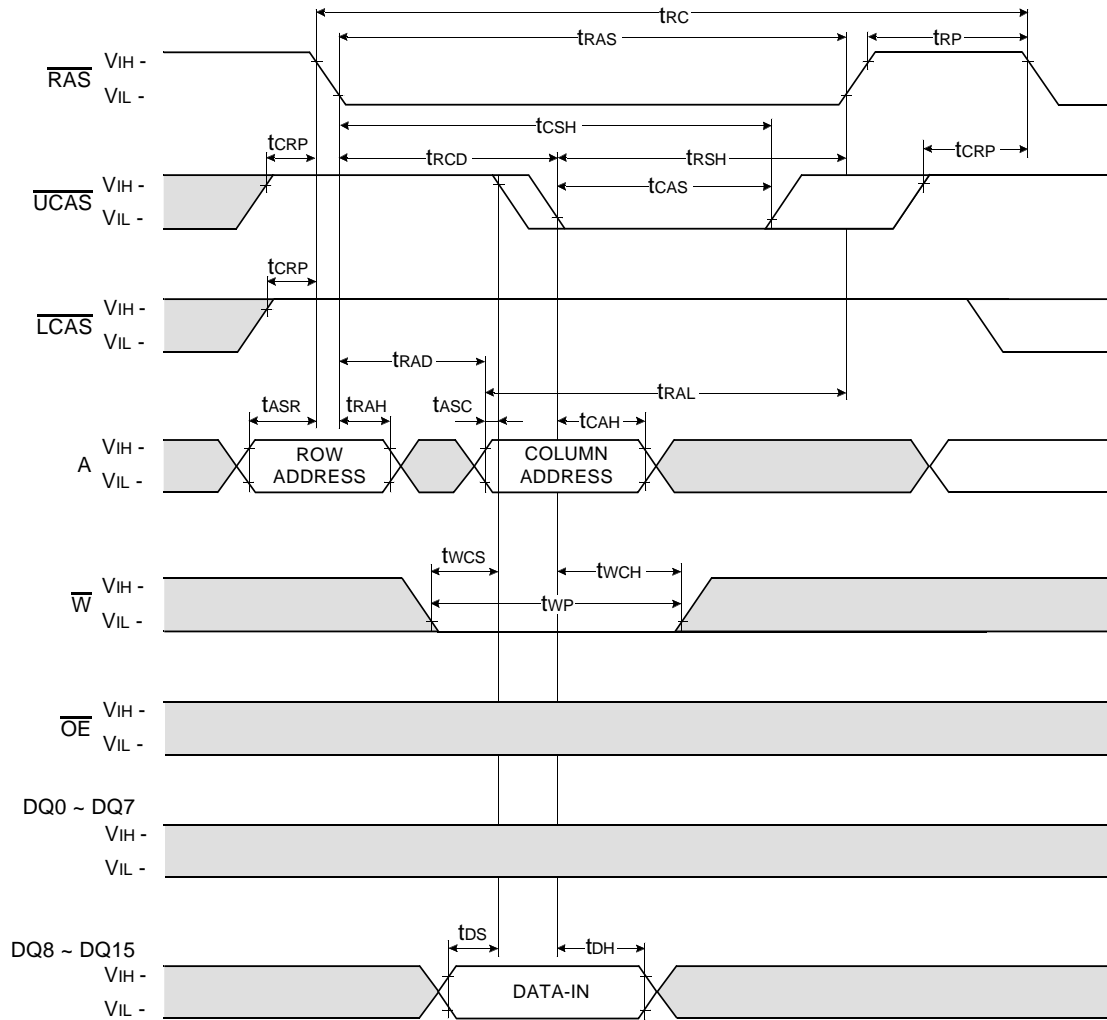 tRC
tRAS
tRP
RAS
VIH -
VIL -
tCSH
tCRP
tRCD
tRSH
tCRP
tCAS
UCAS
VIH -
VIL -
tCRP
LCAS
VIH -
VIL -
tRAD
tRAL
tASR
tRAH
tASC
tCAH
A
VIH -
VIL -
ROW
ADDRESS
COLUMN
ADDRESS
tWCS
tWCH
tWP
W
VIH -
VIL -
OE
VIH -
VIL -
DQ0 ~ DQ7
VIH -
VIL -
tDS
tDH
DQ8 ~ DQ15
VIH -
VIL -
DATA-IN